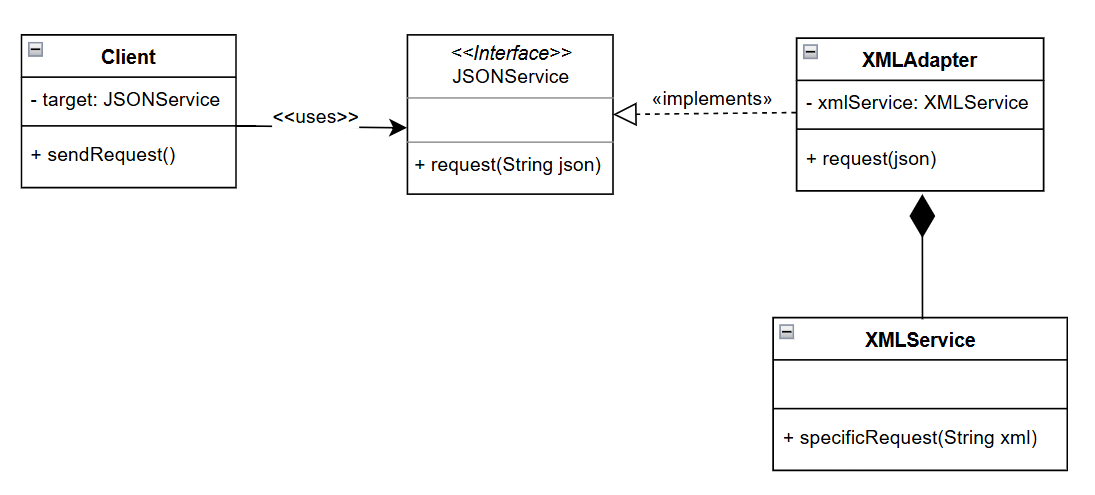 Client
- target: JSONService
+ sendRequest()
<<uses>>
<<Interface>>
JSONService
+ request(String json)
«implements»
XMLAdapter
- xmlService: XMLService
+ request(json)
XMLService
+ specificRequest(String xml)